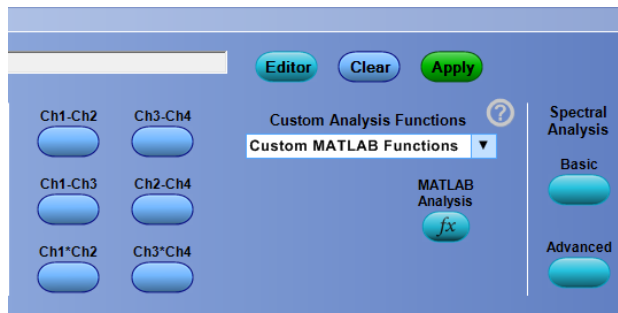 Editor Clear Apply
Ch1-Ch2 Ch3-Ch4 Custom Analysis Functions ? Spectral
Analysis
Custom MATLAB Functions ▼
Basic
Ch1-Ch3 Ch2-Ch4 MATLAB
Analysis
fx
Ch1*Ch2 Ch3*Ch4 Advanced